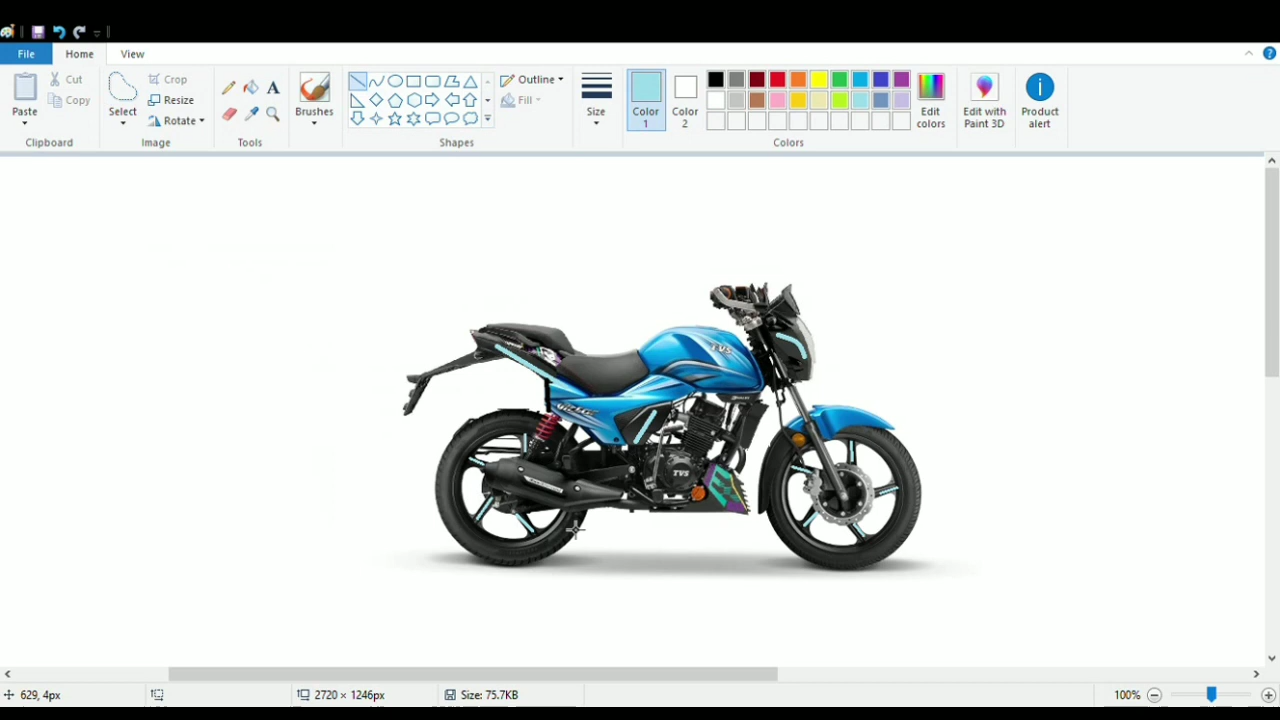 File Home View
Paste
Cut
Copy
Clipboard
Select
Crop
Resize
Rotate
Image
A
Tools
Brushes
Shapes
Outline
Fill
Size
Color 1
Color 2
Colors
Edit colors
Edit with Paint 3D
Product alert
TVS
TVS
629, 4px
2720 × 1246px
Size: 75.7KB
100%